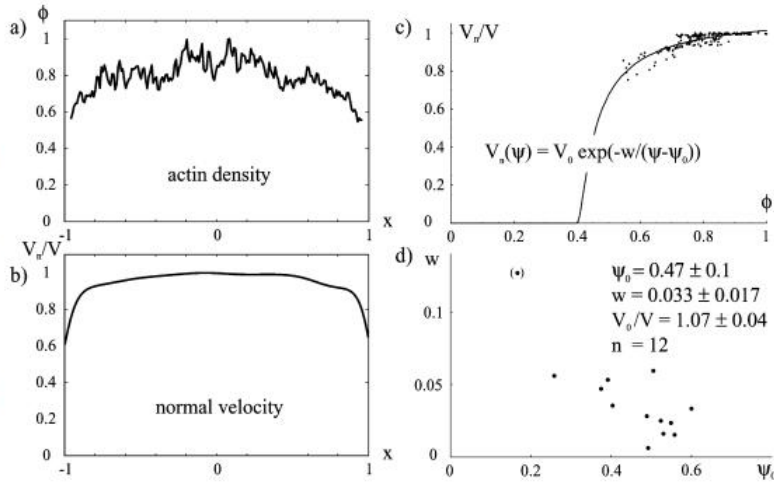 a)
ϕ
1
0.8
0.6
0.4
0.2
0
-1
0
x
1
actin density
b)
Vn/V
1
0.8
0.6
0.4
0.2
0
-1
0
x
1
normal velocity
c)
Vn/V
1
0.8
0.6
0.4
0.2
0
0
0.2
0.4
0.6
0.8
ϕ
1
Vn(ψ) = V0 exp(-w/(ψ-ψ0))
d)
w
0.1
0.05
0
0
0.2
0.4
0.6
ψ0
(•)
ψ0 = 0.47 ± 0.1
w = 0.033 ± 0.017
V0/V = 1.07 ± 0.04
n = 12